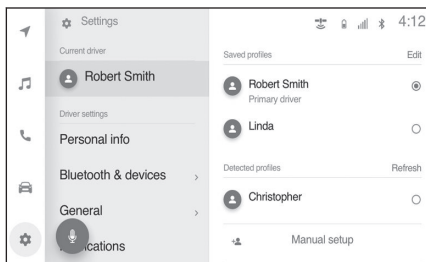 Settings
4:12
Current driver
Robert Smith
Driver settings
Personal info
Bluetooth & devices
General
ications
Saved profiles
Edit
Robert Smith
Primary driver
Linda
Detected profiles
Refresh
Christopher
Manual setup